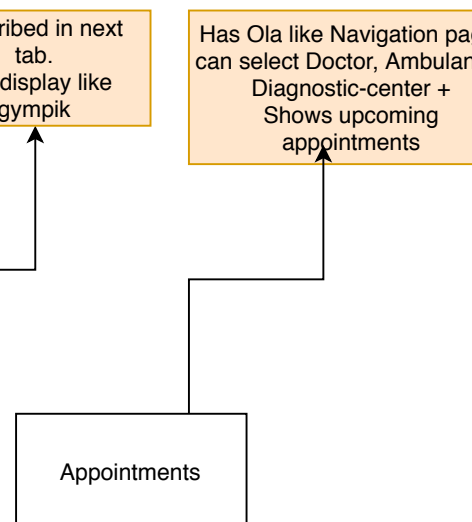 ribed in next
tab.
display like
gympik
Has Ola like Navigation pa
can select Doctor, Ambulan
Diagnostic-center +
Shows upcoming
appointments
Appointments